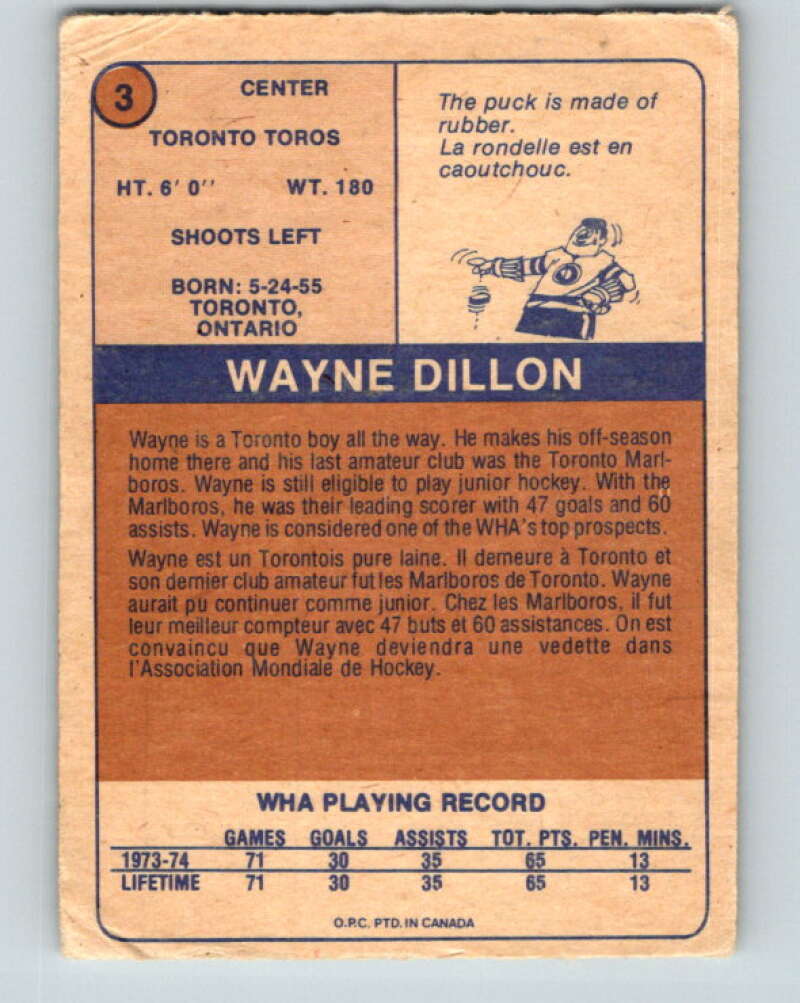 3
CENTER
TORONTO TOROS
HT. 6' 0'' WT. 180
SHOOTS LEFT
BORN: 5-24-55
TORONTO,
ONTARIO
The puck is made of
rubber.
La rondelle est en
caoutchouc.
WAYNE DILLON
Wayne is a Toronto boy all the way. He makes his off-season
home there and his last amateur club was the Toronto Marl-
boros. Wayne is still eligible to play junior hockey. With the
Marlboros, he was their leading scorer with 47 goals and 60
assists. Wayne is considered one of the WHA's top prospects.
Wayne est un Torontois pure laine. Il demeure à Toronto et
son dernier club amateur fut les Marlboros de Toronto. Wayne
aurait pu continuer comme junior. Chez les Marlboros, il fut
leur meilleur compteur avec 47 buts et 60 assistances. On est
convaincu que Wayne deviendra une vedette dans
l'Association Mondiale de Hockey.
WHA PLAYING RECORD
GAMES GOALS ASSISTS TOT. PTS. PEN. MINS.
1973-74 71 30 35 65 13
LIFETIME 71 30 35 65 13
O.P.C. PTD. IN CANADA